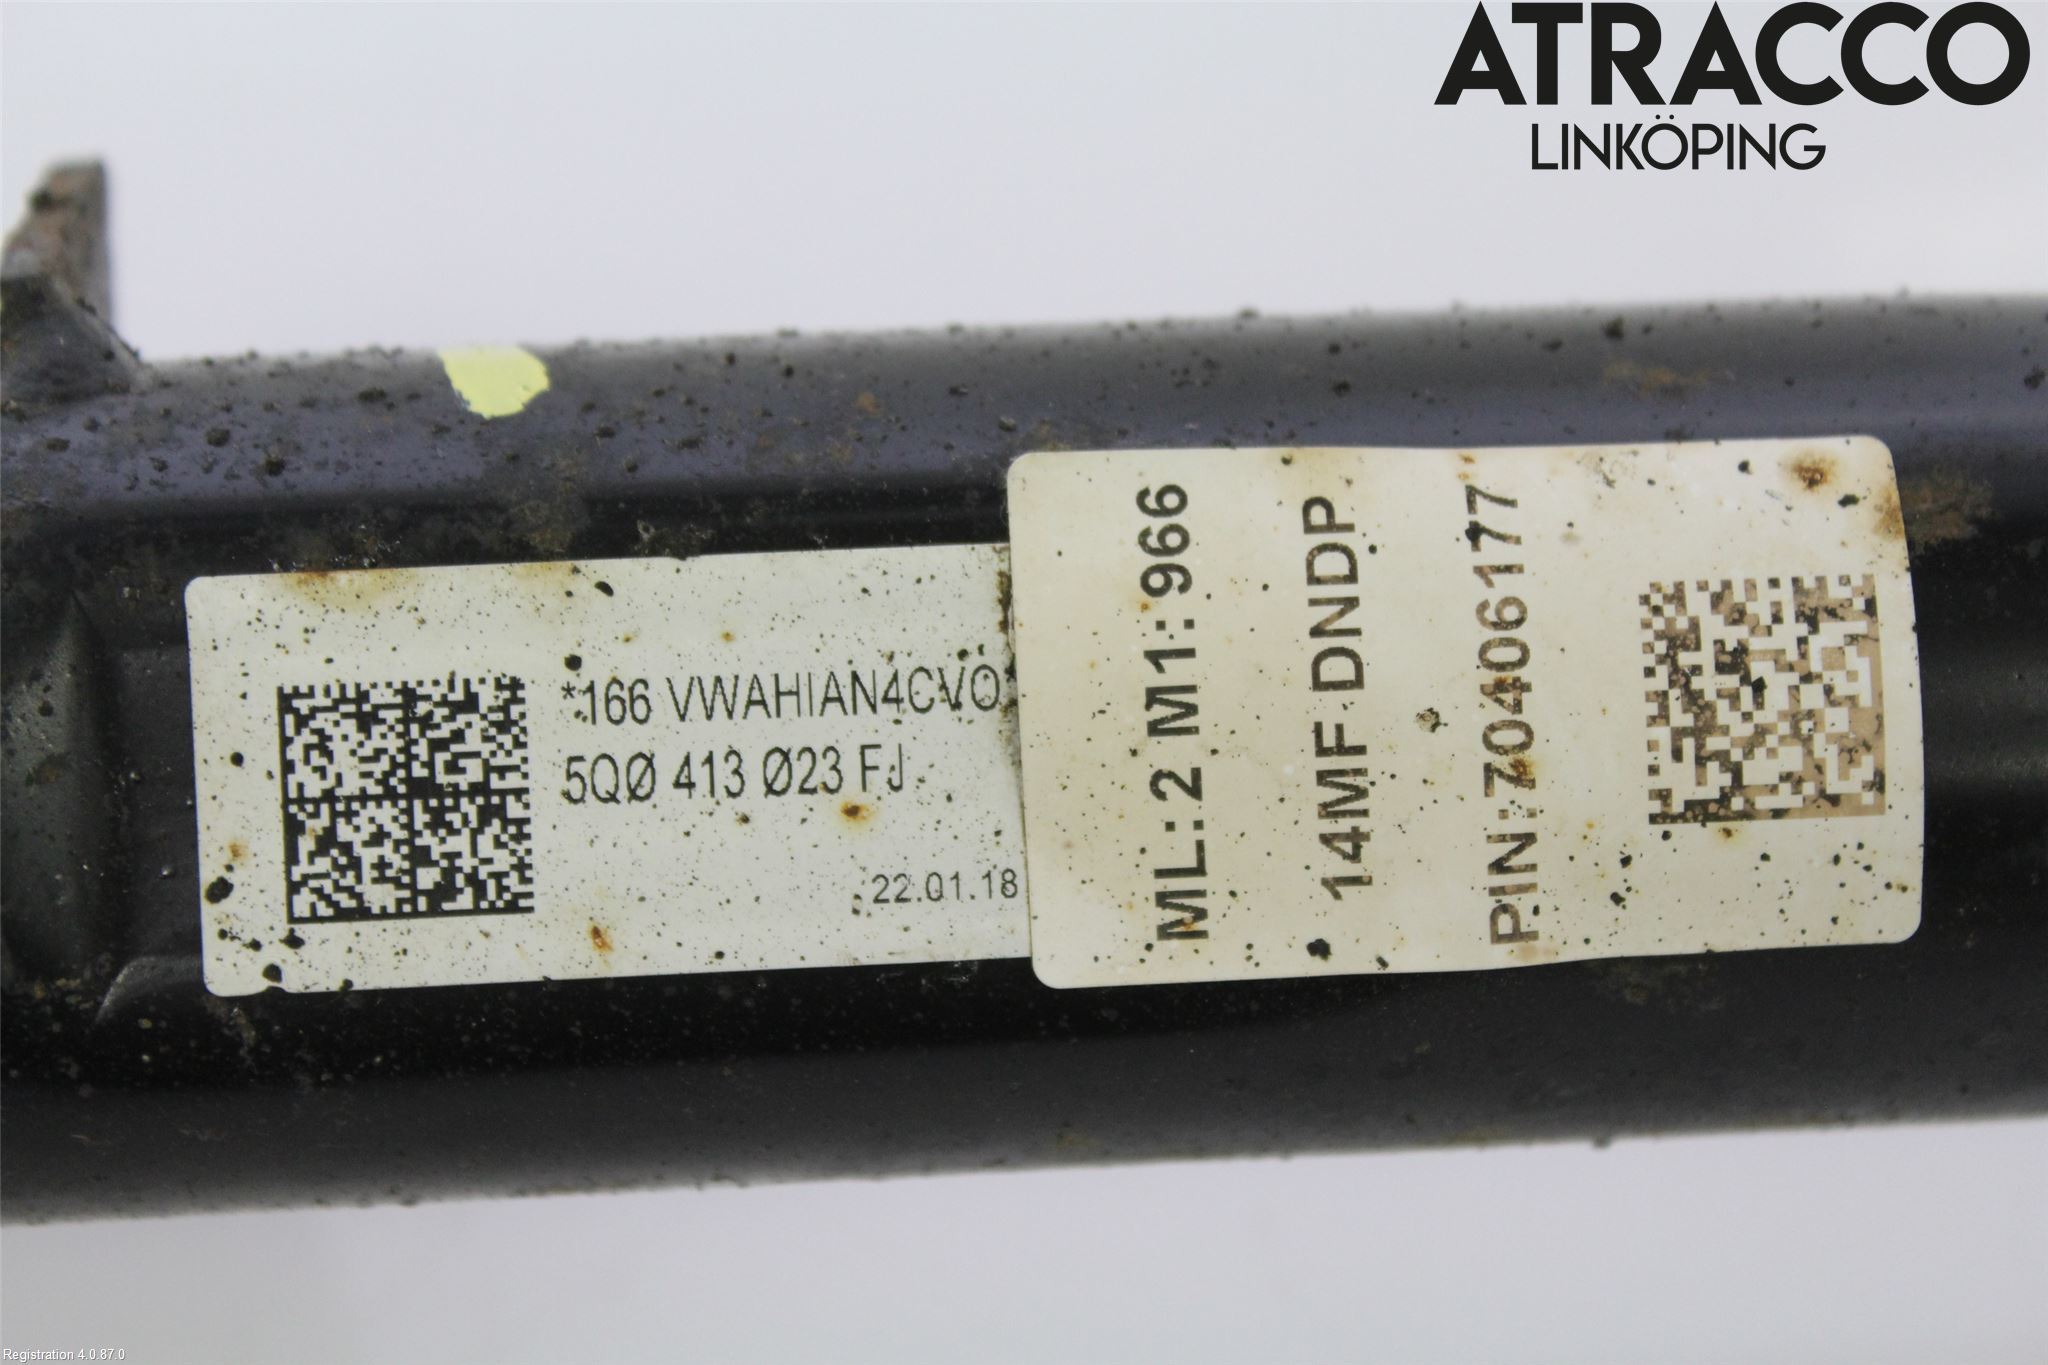 ATRACCO
LINKÖPING
*166 VWAHIAN4CVO*
5QØ 413 Ø23 FJ
22.01.18
ML: 2 M1: 966
14MF DNDP
PIN:70406177
Registration 4.0.87.0